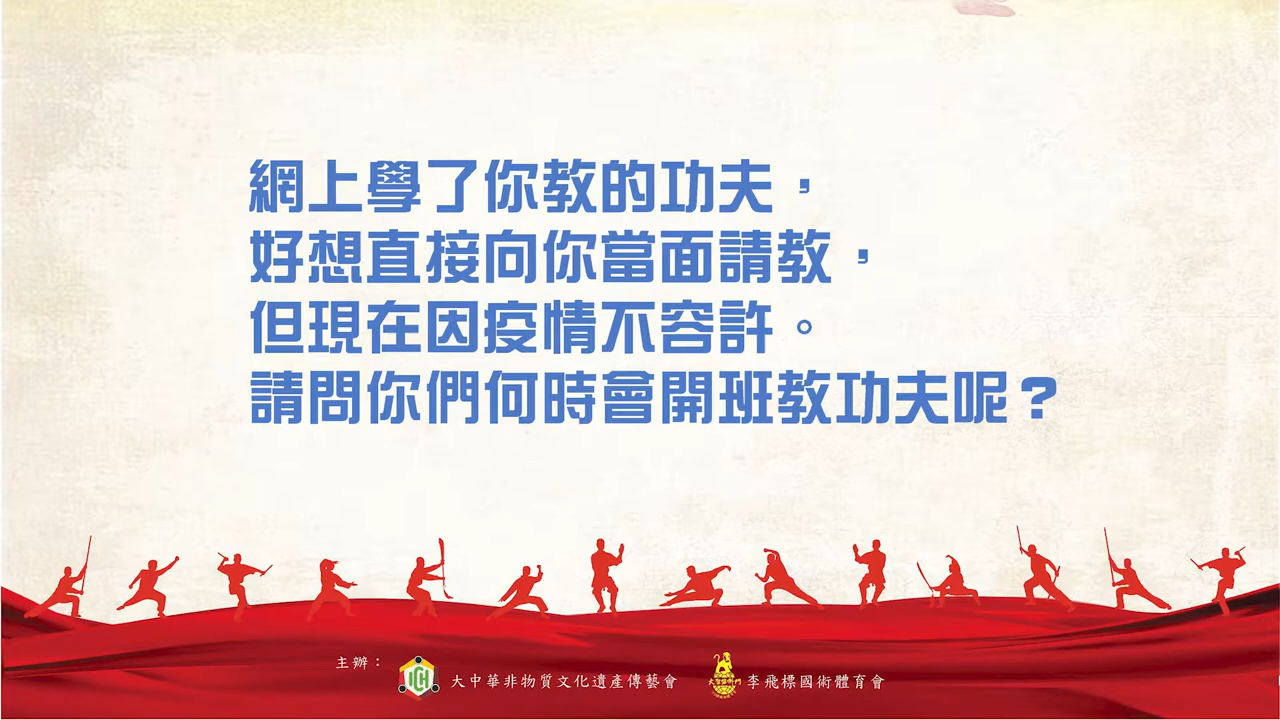 網上學了你教的功夫，
好想直接向你當面請教，
但現在因疫情不容許。
請問你們何時會開班教功夫呢？
主辦：
ICH 大中華非物質文化遺產傳藝會 李飛標國術體育會